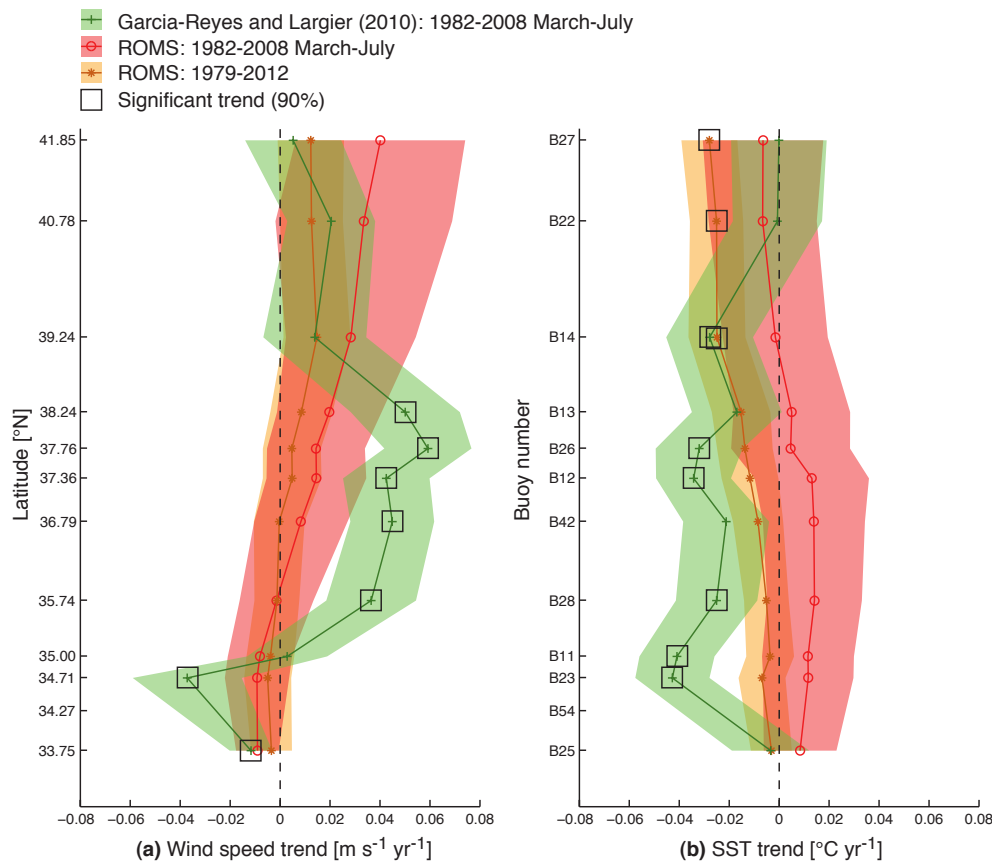 Garcia-Reyes and Largier (2010): 1982-2008 March-July
ROMS: 1982-2008 March-July
ROMS: 1979-2012
Significant trend (90%)
Latitude [°N]
41.85
40.78
39.24
38.24
37.76
37.36
36.79
35.74
35.00
34.71
34.27
33.75
−0.08 −0.06 −0.04 −0.02 0 0.02 0.04 0.06 0.08
(a) Wind speed trend [m s⁻¹ yr⁻¹]
Buoy number
B27
B22
B14
B13
B26
B12
B42
B28
B11
B23
B54
B25
−0.08 −0.06 −0.04 −0.02 0 0.02 0.04 0.06 0.08
(b) SST trend [°C yr⁻¹]